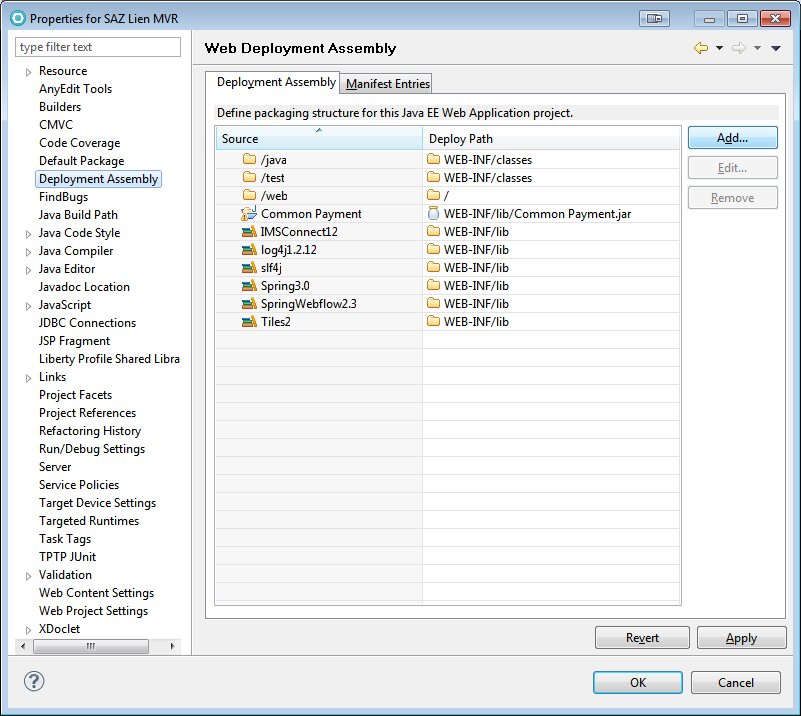 Properties for SAZ Lien MVR
type filter text
Resource
AnyEdit Tools
Builders
CMVC
Code Coverage
Default Package
Deployment Assembly
FindBugs
Java Build Path
Java Code Style
Java Compiler
Java Editor
Javadoc Location
JavaScript
JDBC Connections
JSP Fragment
Liberty Profile Shared Libra
Links
Project Facets
Project References
Refactoring History
Run/Debug Settings
Server
Service Policies
Target Device Settings
Targeted Runtimes
Task Tags
TPTP JUnit
Validation
Web Content Settings
Web Project Settings
XDoclet
Web Deployment Assembly
Deployment Assembly Manifest Entries
Define packaging structure for this Java EE Web Application project.
Source Deploy Path
/java WEB-INF/classes
/test WEB-INF/classes
/web /
Common Payment WEB-INF/lib/Common Payment.jar
IMSConnect12 WEB-INF/lib
log4j1.2.12 WEB-INF/lib
slf4j WEB-INF/lib
Spring3.0 WEB-INF/lib
SpringWebflow2.3 WEB-INF/lib
Tiles2 WEB-INF/lib
Add...
Edit...
Remove
Revert Apply
? OK Cancel